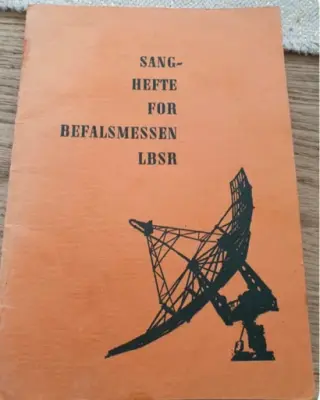 SANG-
HEFTE
FOR
BEFALSMESSEN
LBSR